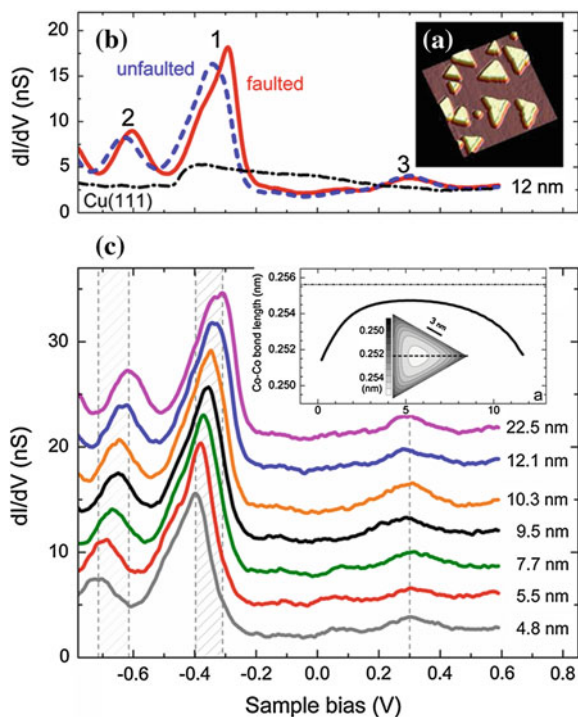 (b)
1
(a)
unfaulted
faulted
2
3
Cu(111)
12 nm
20
15
10
5
0
dI/dV (nS)
(c)
0.256
0.254
0.252
0.250
Co-Co bond length (nm)
0.250
0.252
0.254
(nm)
3 nm
a
0
5
10
22.5 nm
12.1 nm
10.3 nm
9.5 nm
7.7 nm
5.5 nm
4.8 nm
30
20
10
0
dI/dV (nS)
-0.6
-0.4
-0.2
0.0
0.2
0.4
0.6
0.8
Sample bias (V)